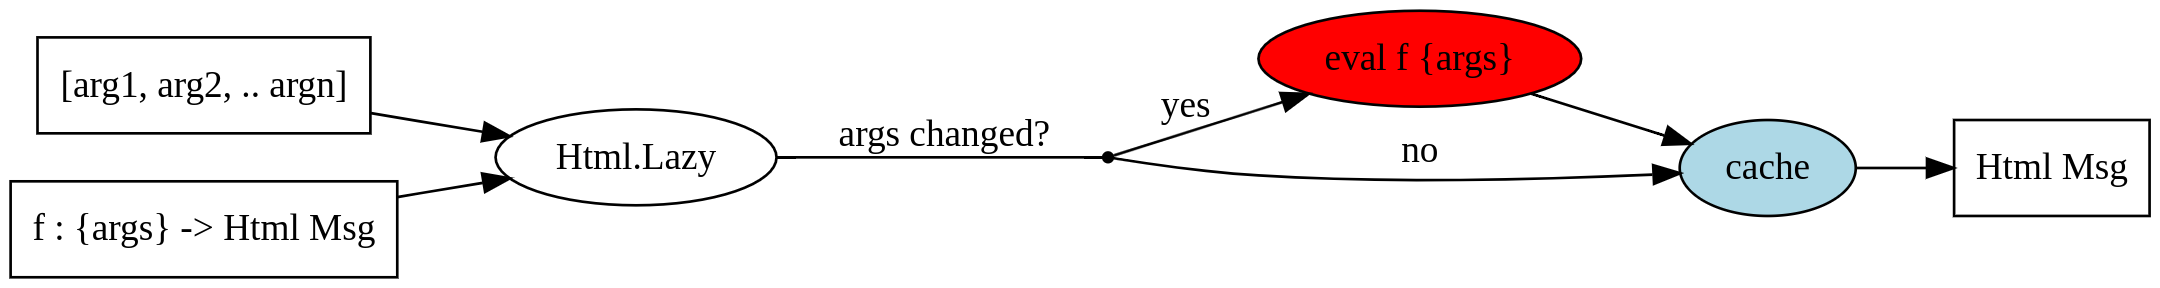 [arg1, arg2, .. argn]
f : {args} -> Html Msg
Html.Lazy
args changed?
yes
no
eval f {args}
cache
Html Msg